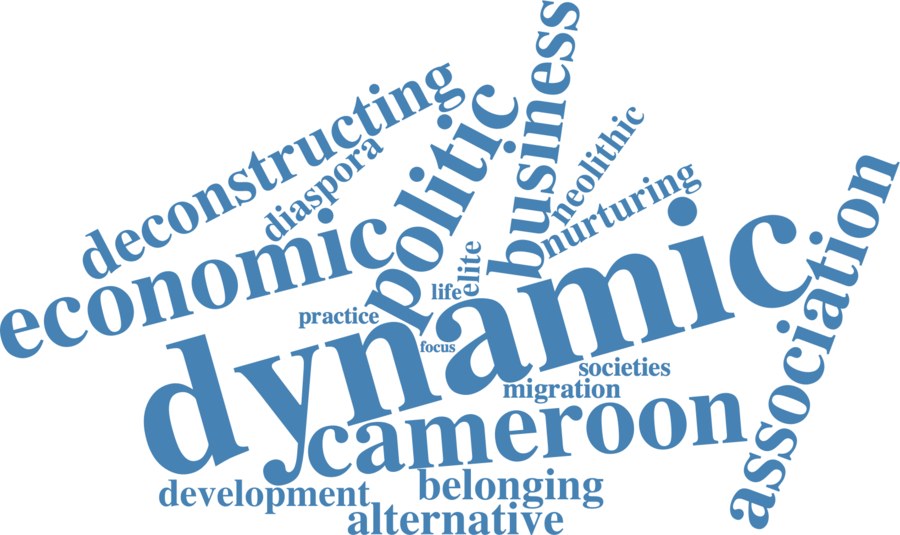 business
deconstructing
politic
neolithic
diaspora
nurturing
association
economic
elite
life
practice
dynamic
focus
societies
migration
cameroon
development
belonging
alternative